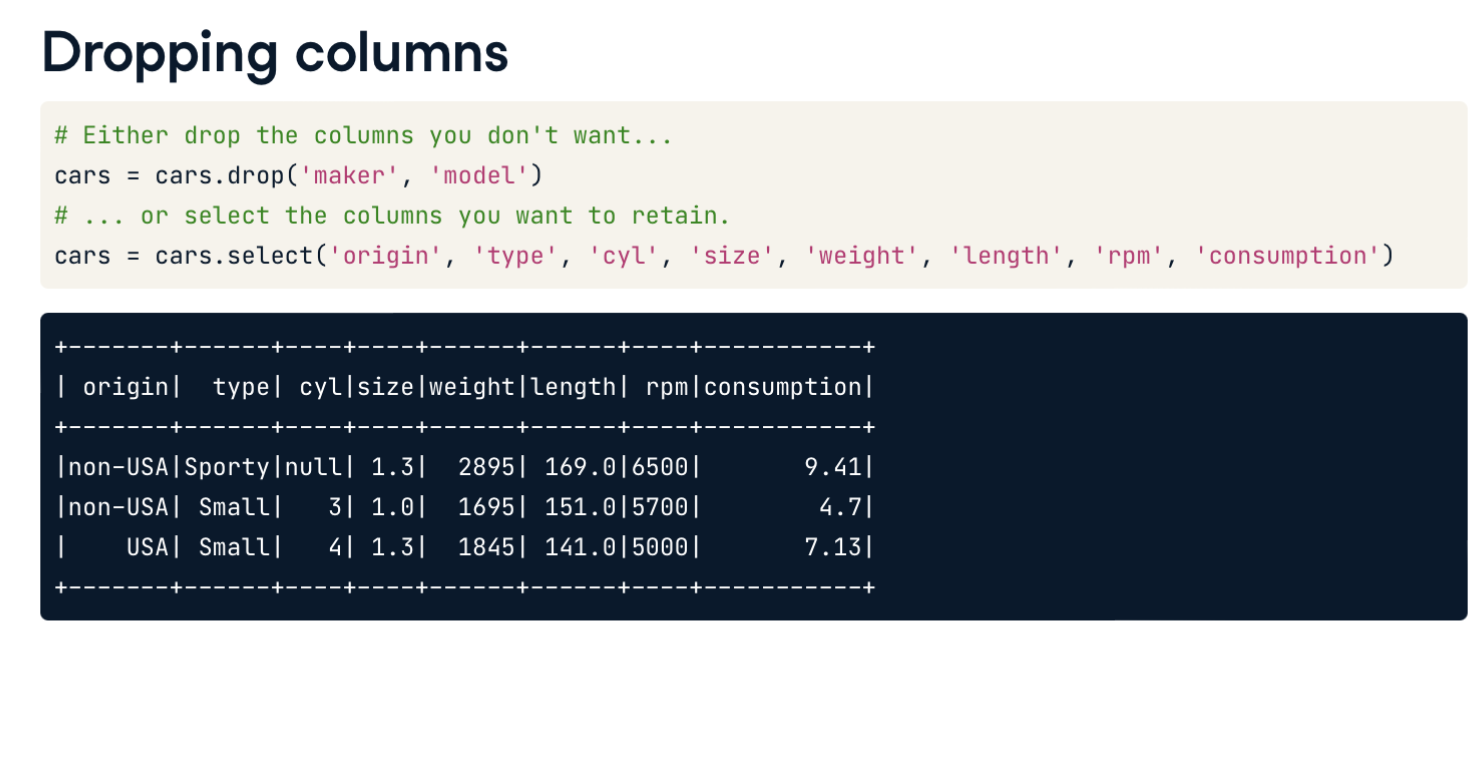 Dropping columns
# Either drop the columns you don't want...
cars = cars.drop('maker', 'model')
# ... or select the columns you want to retain.
cars = cars.select('origin', 'type', 'cyl', 'size', 'weight', 'length', 'rpm', 'consumption')
+-------+------+----+----+------+------+----+-----------+
| origin|  type| cyl|size|weight|length| rpm|consumption|
+-------+------+----+----+------+------+----+-----------+
|non-USA|Sporty|null| 1.3|  2895| 169.0|6500|       9.41|
|non-USA| Small|   3| 1.0|  1695| 151.0|5700|        4.7|
|    USA| Small|   4| 1.3|  1845| 141.0|5000|       7.13|
+-------+------+----+----+------+------+----+-----------+